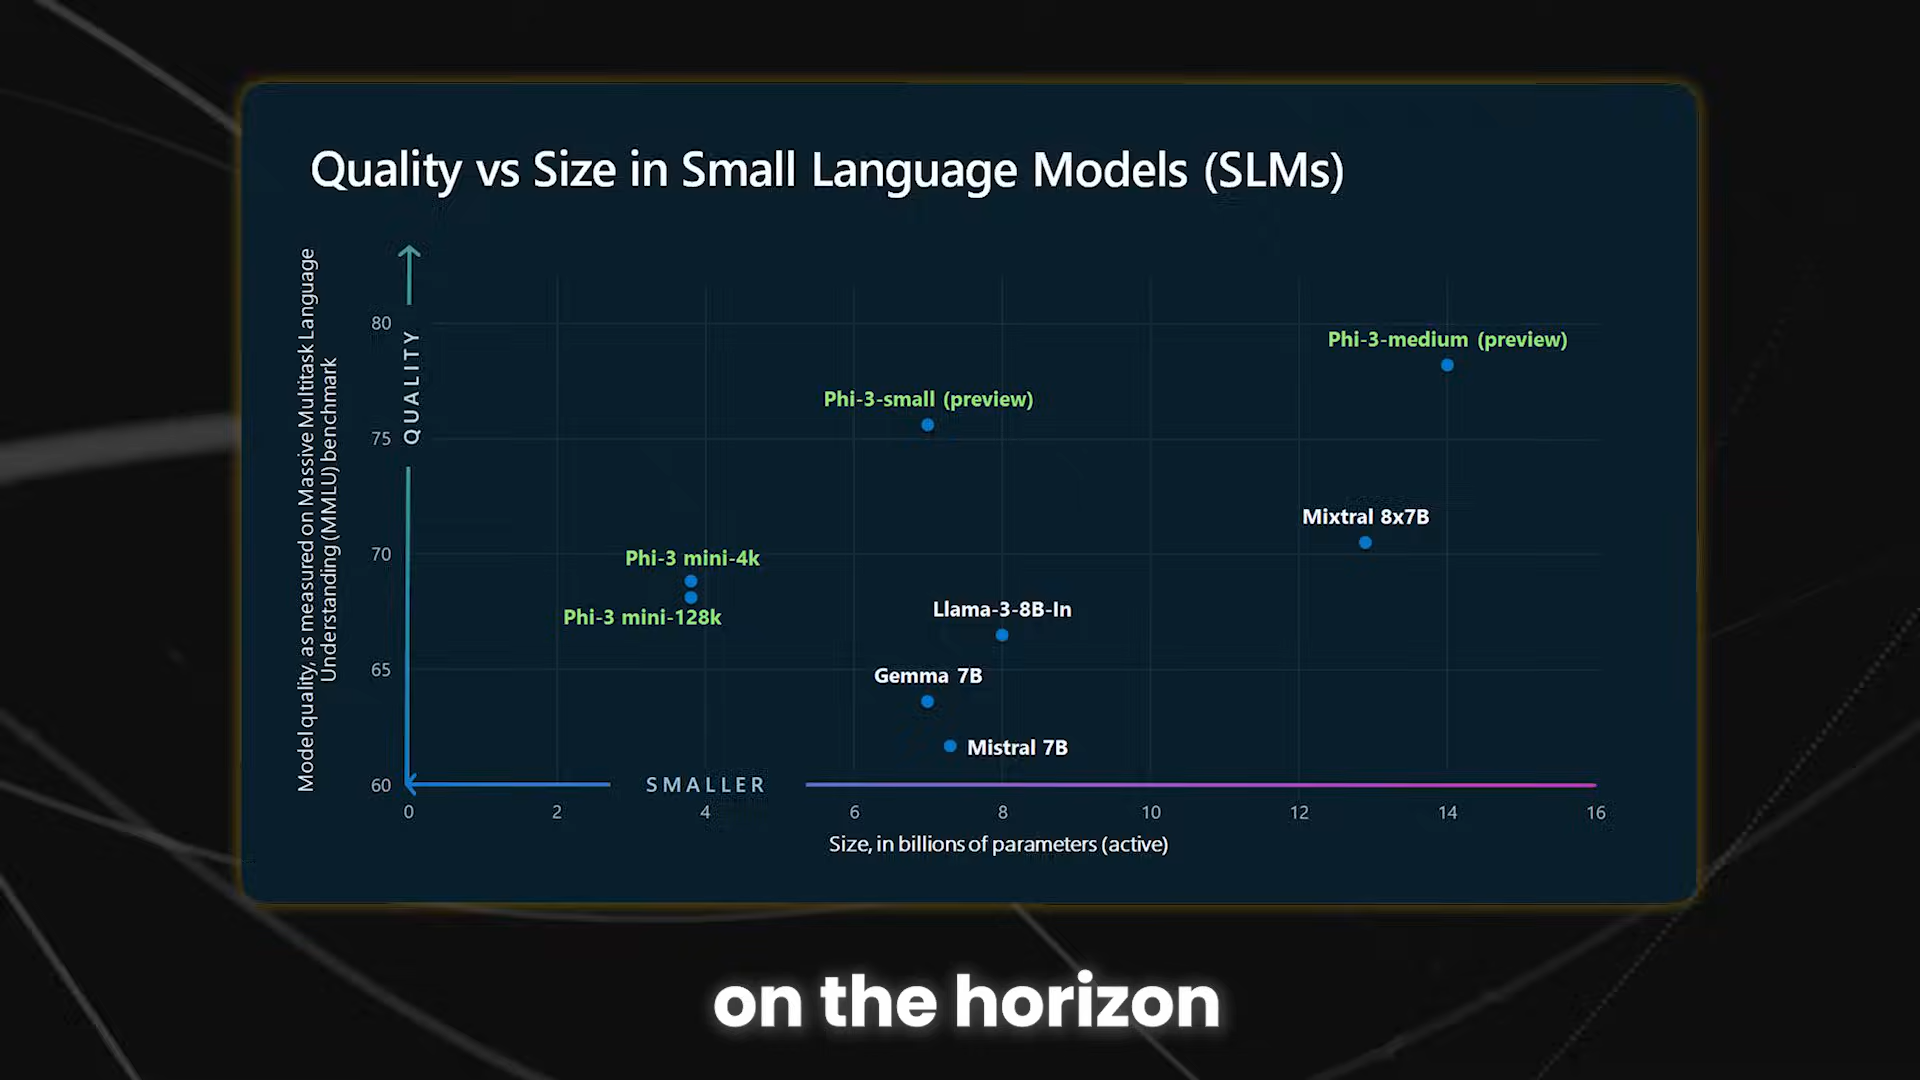 Quality vs Size in Small Language Models (SLMs)
Model quality, as measured on Massive Multitask Language
Understanding (MMLU) benchmark
QUALITY
80
75
70
65
60
Phi-3-medium (preview)
Phi-3-small (preview)
Mixtral 8x7B
Phi-3 mini-4k
Phi-3 mini-128k
Llama-3-8B-In
Gemma 7B
Mistral 7B
SMALLER
0 2 4 6 8 10 12 14 16
Size, in billions of parameters (active)
on the horizon